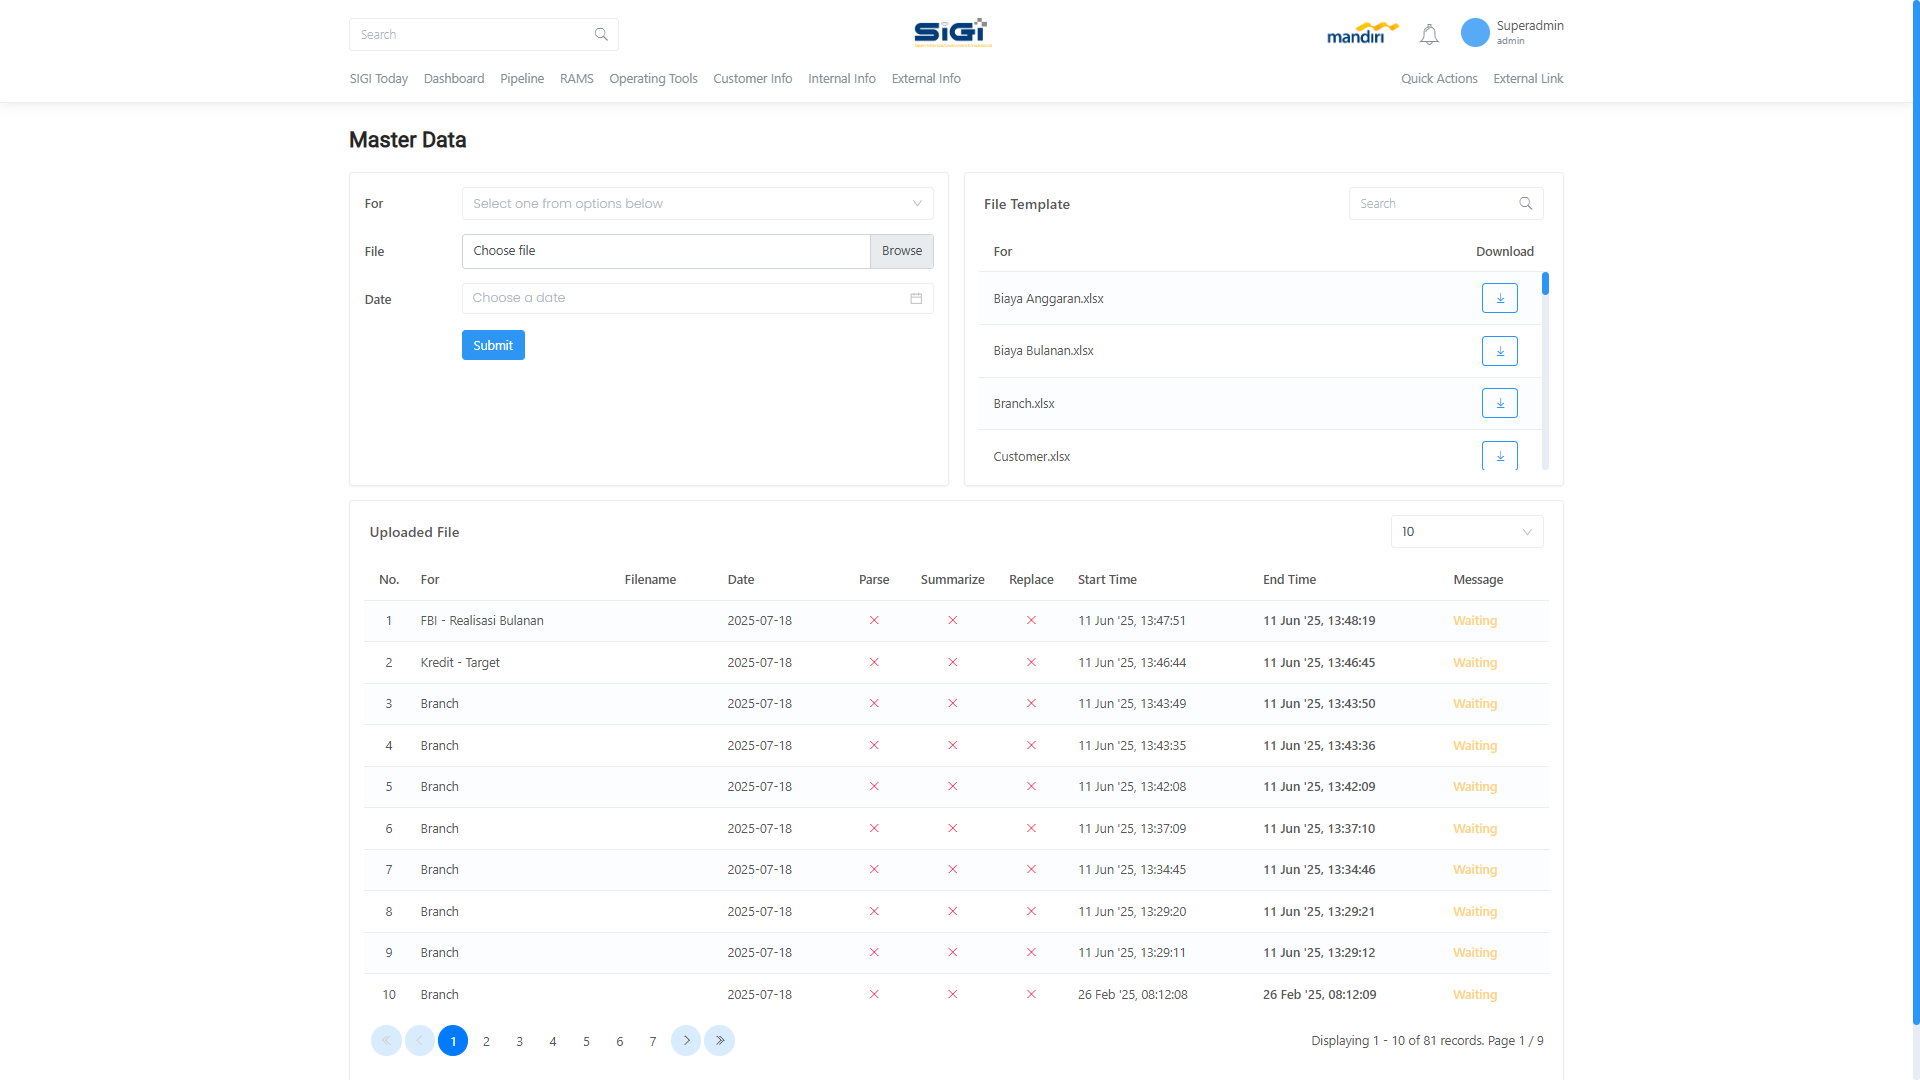 Search
SiGi
mandiri
Superadmin
admin
SIGI Today Dashboard Pipeline RAMS Operating Tools Customer Info Internal Info External Info Quick Actions External Link
Master Data
For Select one from options below
File Choose file Browse
Date Choose a date
Submit
File Template Search
For Download
Biaya Anggaran.xlsx
Biaya Bulanan.xlsx
Branch.xlsx
Customer.xlsx
Uploaded File 10
No. For Filename Date Parse Summarize Replace Start Time End Time Message
1 FBI - Realisasi Bulanan 2025-07-18 11 Jun '25, 13:47:51 11 Jun '25, 13:48:19 Waiting
2 Kredit - Target 2025-07-18 11 Jun '25, 13:46:44 11 Jun '25, 13:46:45 Waiting
3 Branch 2025-07-18 11 Jun '25, 13:43:49 11 Jun '25, 13:43:50 Waiting
4 Branch 2025-07-18 11 Jun '25, 13:43:35 11 Jun '25, 13:43:36 Waiting
5 Branch 2025-07-18 11 Jun '25, 13:42:08 11 Jun '25, 13:42:09 Waiting
6 Branch 2025-07-18 11 Jun '25, 13:37:09 11 Jun '25, 13:37:10 Waiting
7 Branch 2025-07-18 11 Jun '25, 13:34:45 11 Jun '25, 13:34:46 Waiting
8 Branch 2025-07-18 11 Jun '25, 13:29:20 11 Jun '25, 13:29:21 Waiting
9 Branch 2025-07-18 11 Jun '25, 13:29:11 11 Jun '25, 13:29:12 Waiting
10 Branch 2025-07-18 26 Feb '25, 08:12:08 26 Feb '25, 08:12:09 Waiting
1 2 3 4 5 6 7 Displaying 1 - 10 of 81 records. Page 1 / 9